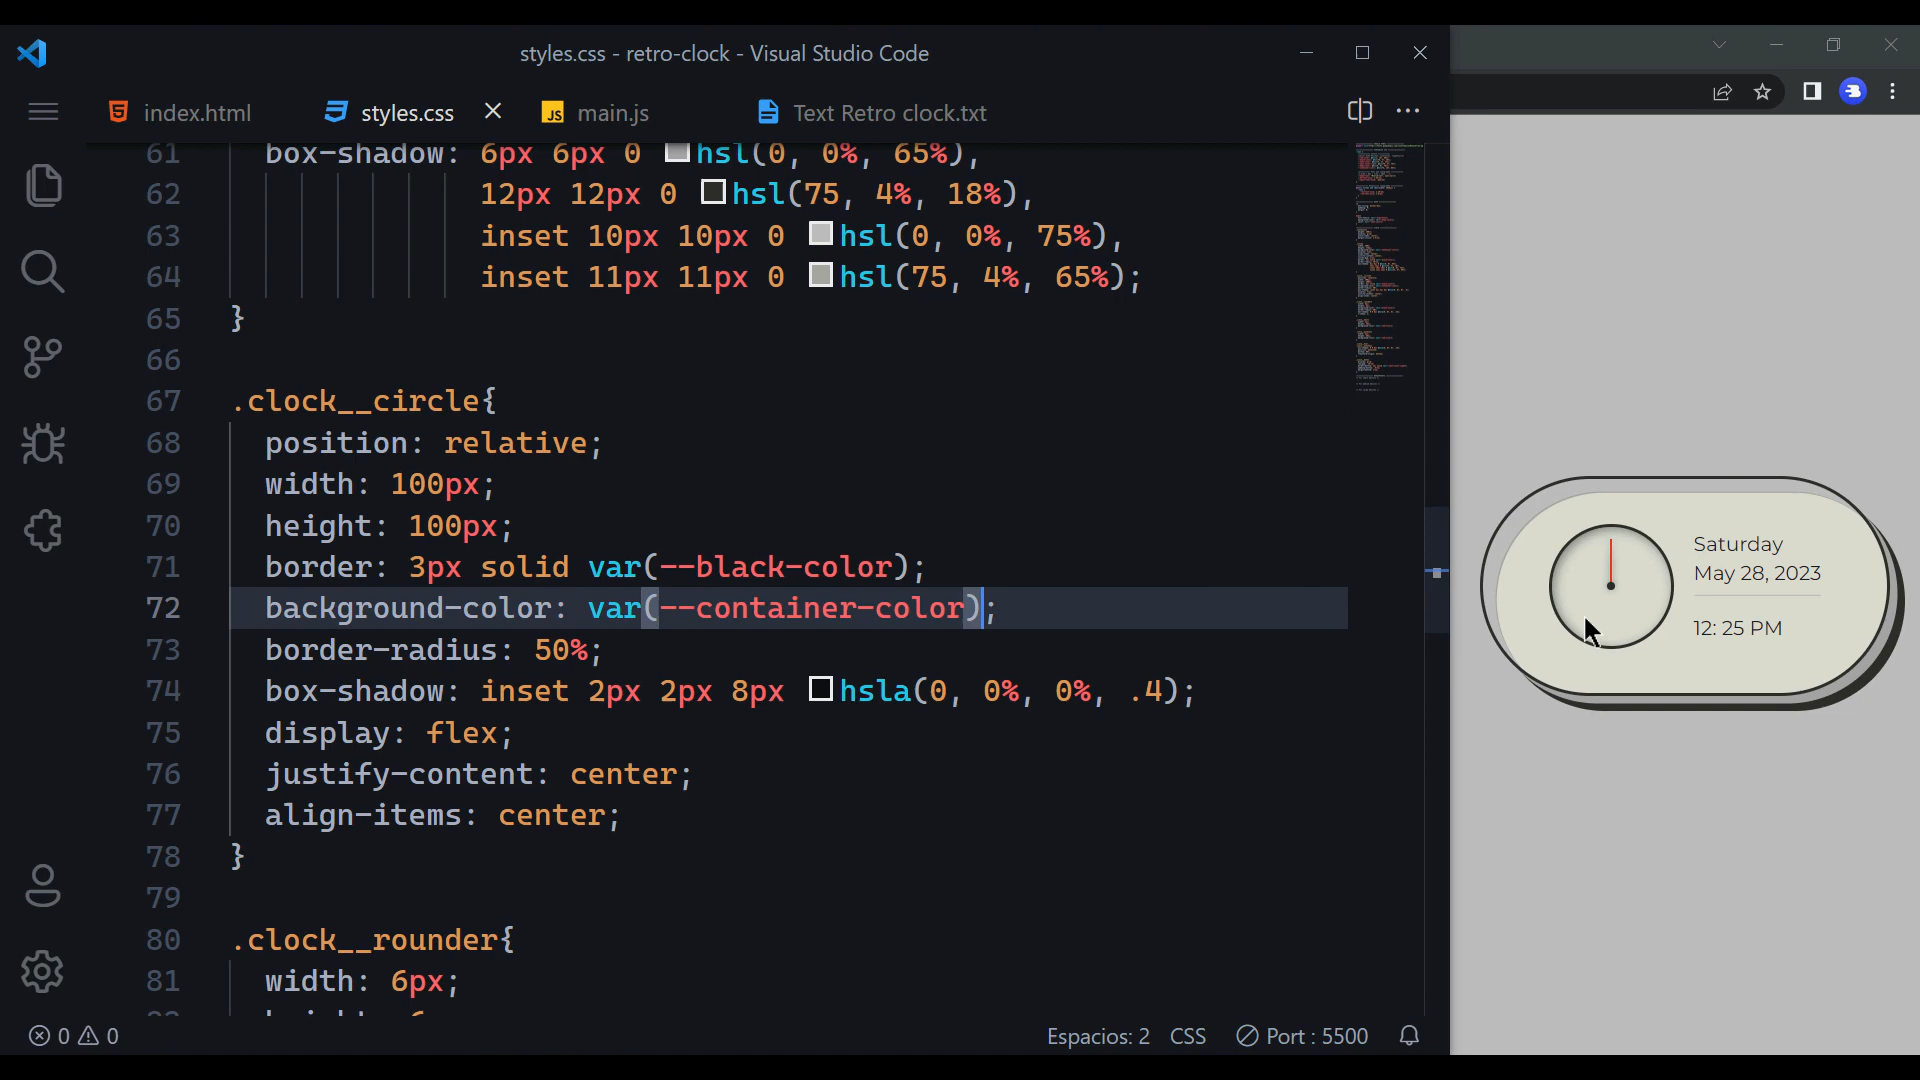 styles.css - retro-clock - Visual Studio Code
index.html
styles.css
JS main.js
Text Retro clock.txt
61 box-shadow: 6px 6px 0 hsl(0, 0%, 65%),
62 12px 12px 0 hsl(75, 4%, 18%),
63 inset 10px 10px 0 hsl(0, 0%, 75%),
64 inset 11px 11px 0 hsl(75, 4%, 65%);
65 }
66
67 .clock__circle{
68 position: relative;
69 width: 100px;
70 height: 100px;
71 border: 3px solid var(--black-color);
72 background-color: var(--container-color);
73 border-radius: 50%;
74 box-shadow: inset 2px 2px 8px hsla(0, 0%, 0%, .4);
75 display: flex;
76 justify-content: center;
77 align-items: center;
78 }
79
80 .clock__rounder{
81 width: 6px;
Saturday
May 28, 2023
12: 25 PM
0 0
Espacios: 2
CSS
Port : 5500